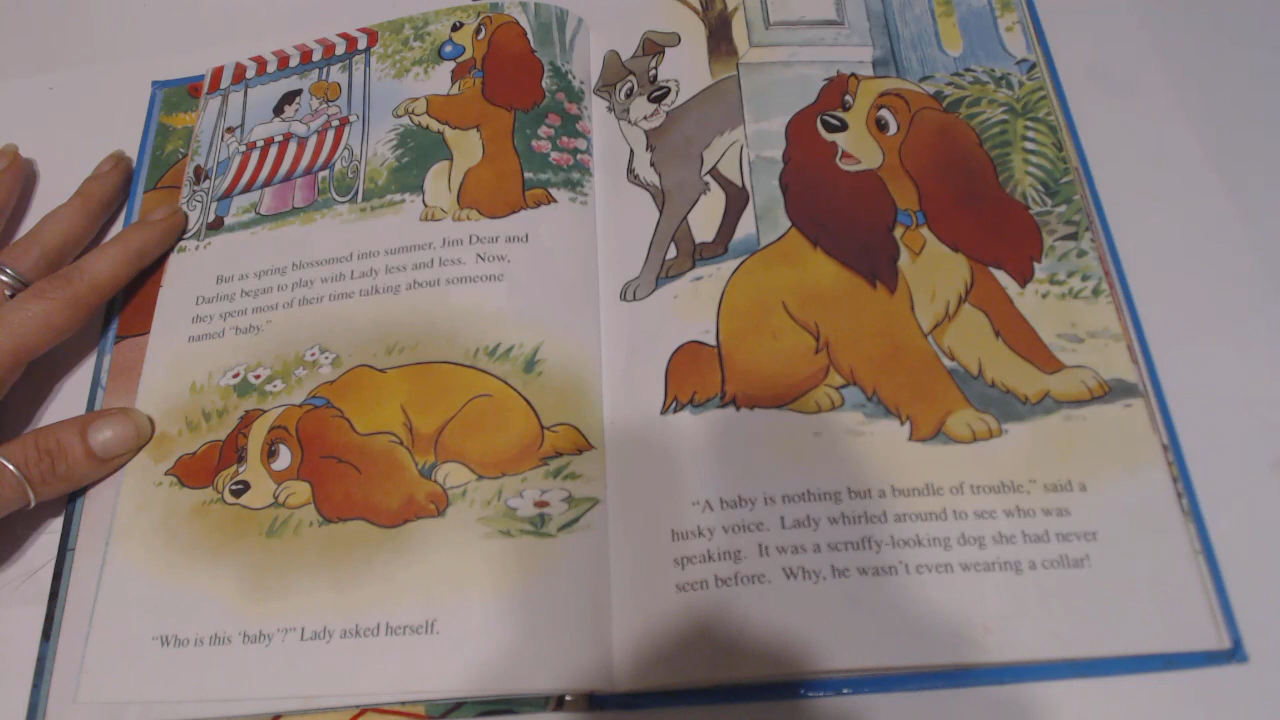 But as spring blossomed into summer, Jim Dear and
Darling began to play with Lady less and less. Now,
they spent most of their time talking about someone
named "baby."
"Who is this 'baby'?" Lady asked herself.
"A baby is nothing but a bundle of trouble," said a
husky voice. Lady whirled around to see who was
speaking. It was a scruffy-looking dog she had never
seen before. Why, he wasn't even wearing a collar!